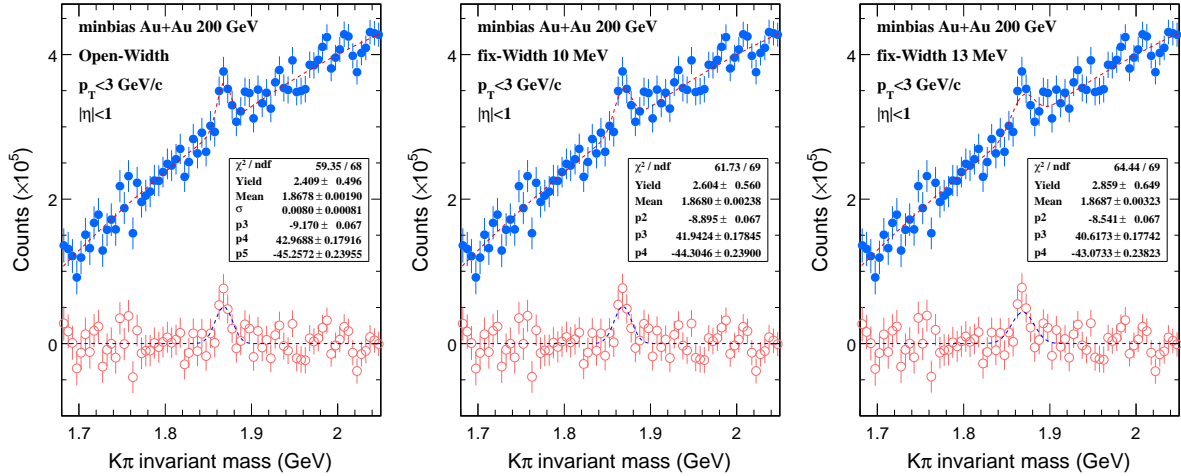 minbias Au+Au 200 GeV
Open-Width
p_T<3 GeV/c
|η|<1
χ² / ndf 59.35 / 68
Yield 2.409 ± 0.496
Mean 1.8678 ± 0.00190
σ 0.0080 ± 0.00081
p3 -9.170 ± 0.067
p4 42.9688 ± 0.17916
p5 -45.2572 ± 0.23955
Counts (×10⁵)
4
2
0
1.7 1.8 1.9 2
Kπ invariant mass (GeV)
minbias Au+Au 200 GeV
fix-Width 10 MeV
p_T<3 GeV/c
|η|<1
χ² / ndf 61.73 / 69
Yield 2.604 ± 0.560
Mean 1.8680 ± 0.00238
p2 -8.895 ± 0.067
p3 41.9424 ± 0.17845
p4 -44.3046 ± 0.23900
Counts (×10⁵)
4
2
0
1.7 1.8 1.9 2
Kπ invariant mass (GeV)
minbias Au+Au 200 GeV
fix-Width 13 MeV
p_T<3 GeV/c
|η|<1
χ² / ndf 64.44 / 69
Yield 2.859 ± 0.649
Mean 1.8687 ± 0.00323
p2 -8.541 ± 0.067
p3 40.6173 ± 0.17742
p4 -43.0733 ± 0.23823
Counts (×10⁵)
4
2
0
1.7 1.8 1.9 2
Kπ invariant mass (GeV)